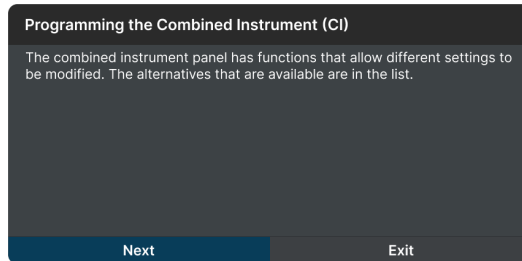 Programming the Combined Instrument (CI)
The combined instrument panel has functions that allow different settings to
be modified. The alternatives that are available are in the list.
Next
Exit